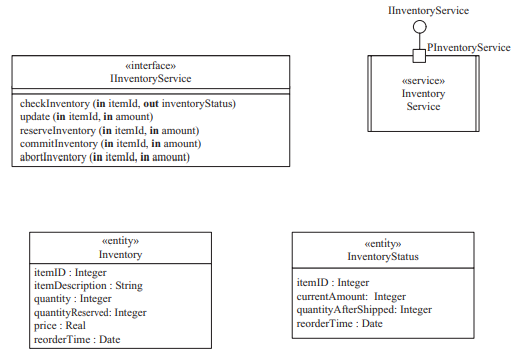 IInventoryService
PInventoryService
«interface»
IInventoryService
checkInventory (in itemId, out inventoryStatus)
update (in itemId, in amount)
reserveInventory (in itemId, in amount)
commitInventory (in itemId, in amount)
abortInventory (in itemId, in amount)
«service»
Inventory
Service
«entity»
Inventory
itemID : Integer
itemDescription : String
quantity : Integer
quantityReserved: Integer
price : Real
reorderTime : Date
«entity»
InventoryStatus
itemID : Integer
currentAmount: Integer
quantityAfterShipped: Integer
reorderTime : Date